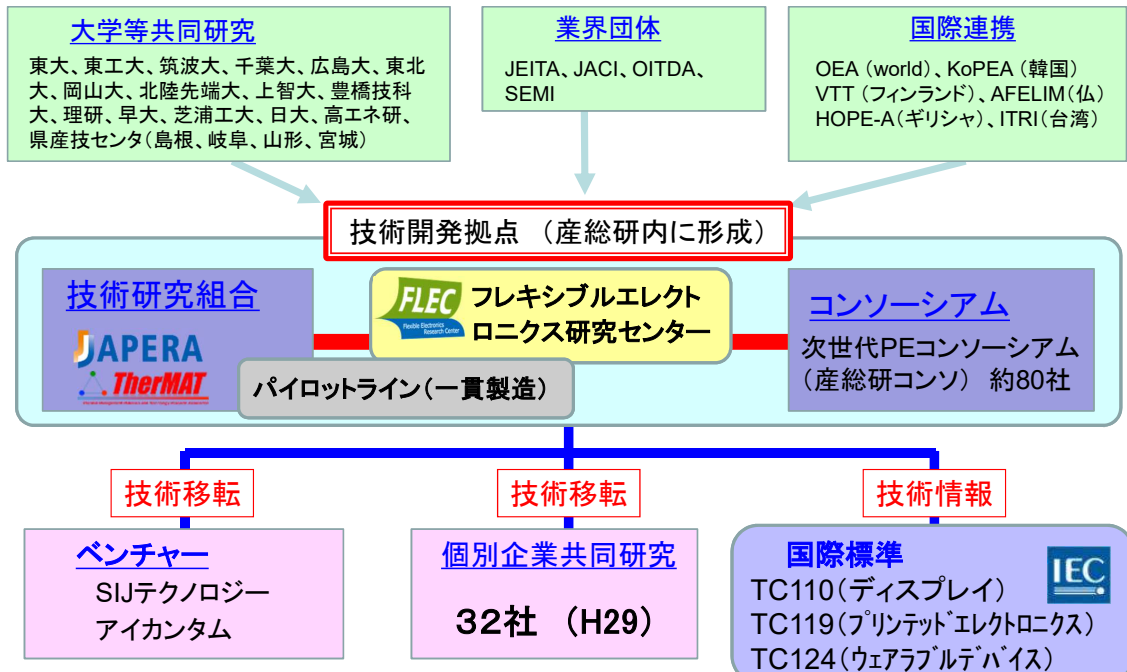 大学等共同研究
東大、東工大、筑波大、千葉大、広島大、東北
大、岡山大、北陸先端大、上智大、豊橋技科
大、理研、早大、芝浦工大、日大、高エネ研、
県産技センタ(島根、岐阜、山形、宮城)
業界団体
JEITA、JACI、OITDA、
SEMI
国際連携
OEA (world)、KoPEA (韓国)
VTT (フィンランド)、AFELIM(仏)
HOPE-A(ギリシャ)、ITRI(台湾)
技術開発拠点 (産総研内に形成)
技術研究組合
JAPERA
TherMAT
FLEC
Flexible Electronics
Research Center
フレキシブルエレクト
ロニクス研究センター
パイロットライン(一貫製造)
コンソーシアム
次世代PEコンソーシアム
(産総研コンソ) 約80社
技術移転
技術移転
技術情報
ベンチャー
SIJテクノロジー
アイカンタム
個別企業共同研究
32社 (H29)
国際標準
IEC
TC110(ディスプレイ)
TC119(プリンテッドエレクトロニクス)
TC124(ウェアラブルデバイス)